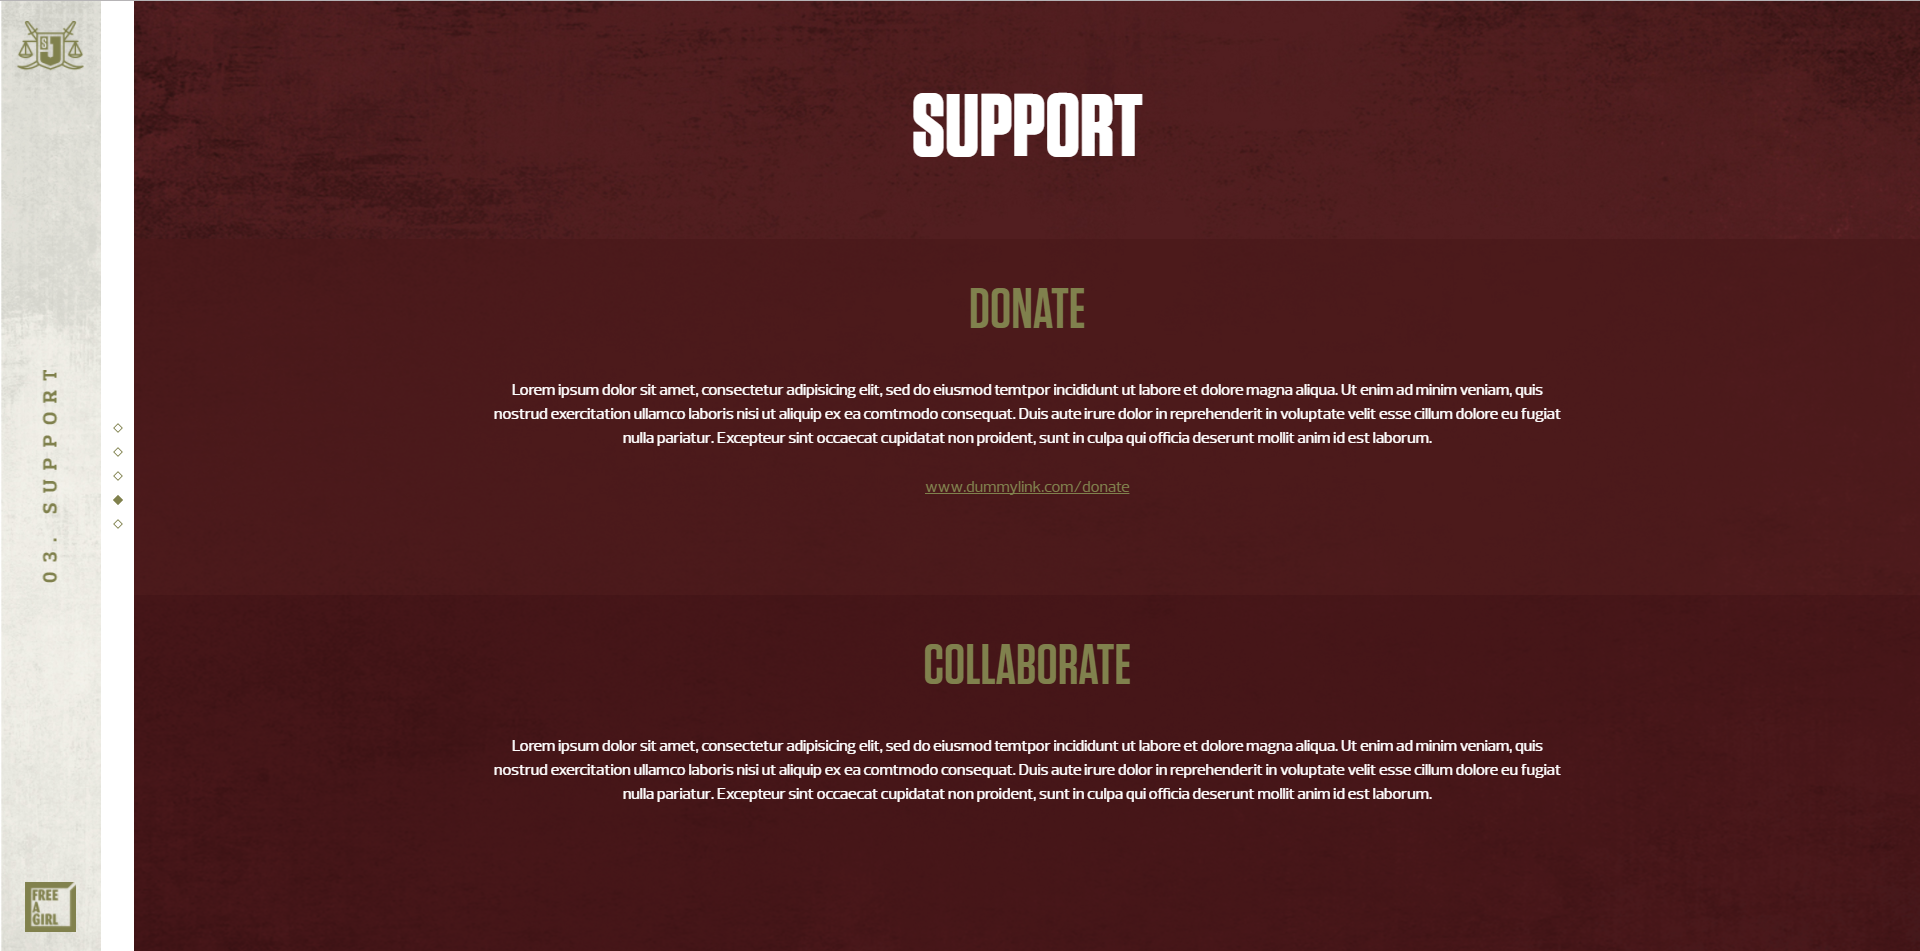 SJ
03. SUPPORT
FREE
A
GIRL
SUPPORT
DONATE
Lorem ipsum dolor sit amet, consectetur adipisicing elit, sed do eiusmod temtpor incididunt ut labore et dolore magna aliqua. Ut enim ad minim veniam, quis
nostrud exercitation ullamco laboris nisi ut aliquip ex ea comtmodo consequat. Duis aute irure dolor in reprehenderit in voluptate velit esse cillum dolore eu fugiat
nulla pariatur. Excepteur sint occaecat cupidatat non proident, sunt in culpa qui officia deserunt mollit anim id est laborum.
www.dummylink.com/donate
COLLABORATE
Lorem ipsum dolor sit amet, consectetur adipisicing elit, sed do eiusmod temtpor incididunt ut labore et dolore magna aliqua. Ut enim ad minim veniam, quis
nostrud exercitation ullamco laboris nisi ut aliquip ex ea comtmodo consequat. Duis aute irure dolor in reprehenderit in voluptate velit esse cillum dolore eu fugiat
nulla pariatur. Excepteur sint occaecat cupidatat non proident, sunt in culpa qui officia deserunt mollit anim id est laborum.